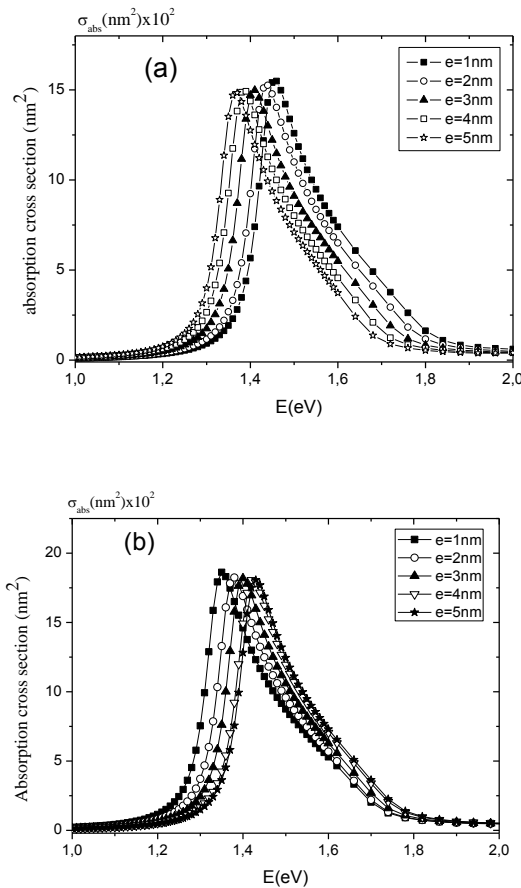 σabs(nm²)x10²
(a)
e=1nm
e=2nm
e=3nm
e=4nm
e=5nm
absorption cross section (nm²)
15
10
5
0
1,0 1,2 1,4 1,6 1,8 2,0
E(eV)
σabs(nm²)x10²
(b)
e=1nm
e=2nm
e=3nm
e=4nm
e=5nm
Absorption cross section (nm²)
20
15
10
5
0
1,0 1,2 1,4 1,6 1,8 2,0
E(eV)